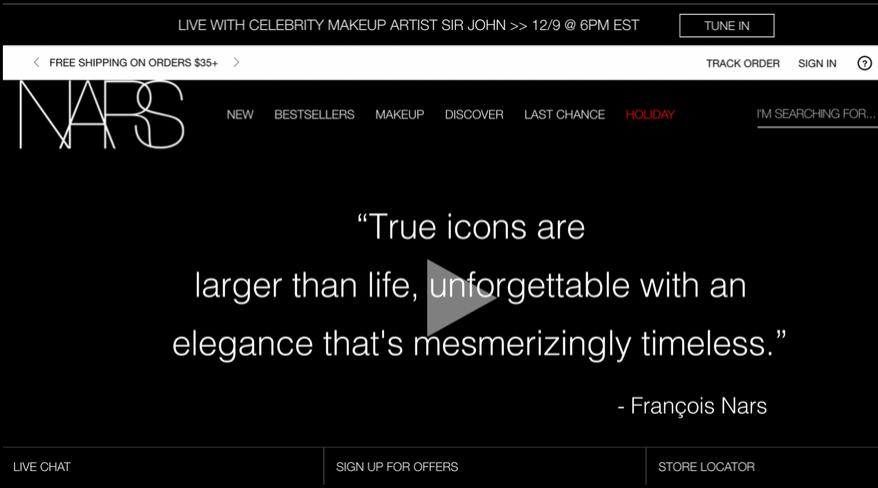 LIVE WITH CELEBRITY MAKEUP ARTIST SIR JOHN >> 12/9 @ 6PM EST TUNE IN
FREE SHIPPING ON ORDERS $35+ TRACK ORDER SIGN IN ?
NARS
NEW BESTSELLERS MAKEUP DISCOVER LAST CHANCE HOLIDAY I'M SEARCHING FOR...
“True icons are
larger than life, unforgettable with an
elegance that's mesmerizingly timeless.”
- François Nars
LIVE CHAT SIGN UP FOR OFFERS STORE LOCATOR